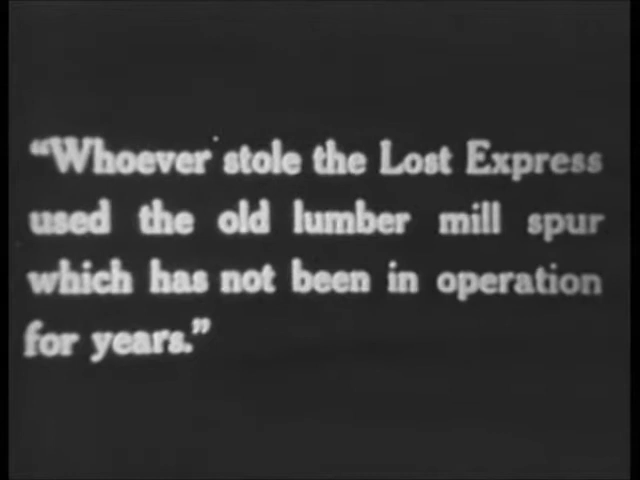 “Whoever stole the Lost Express
used the old lumber mill spur
which has not been in operation
for years.”